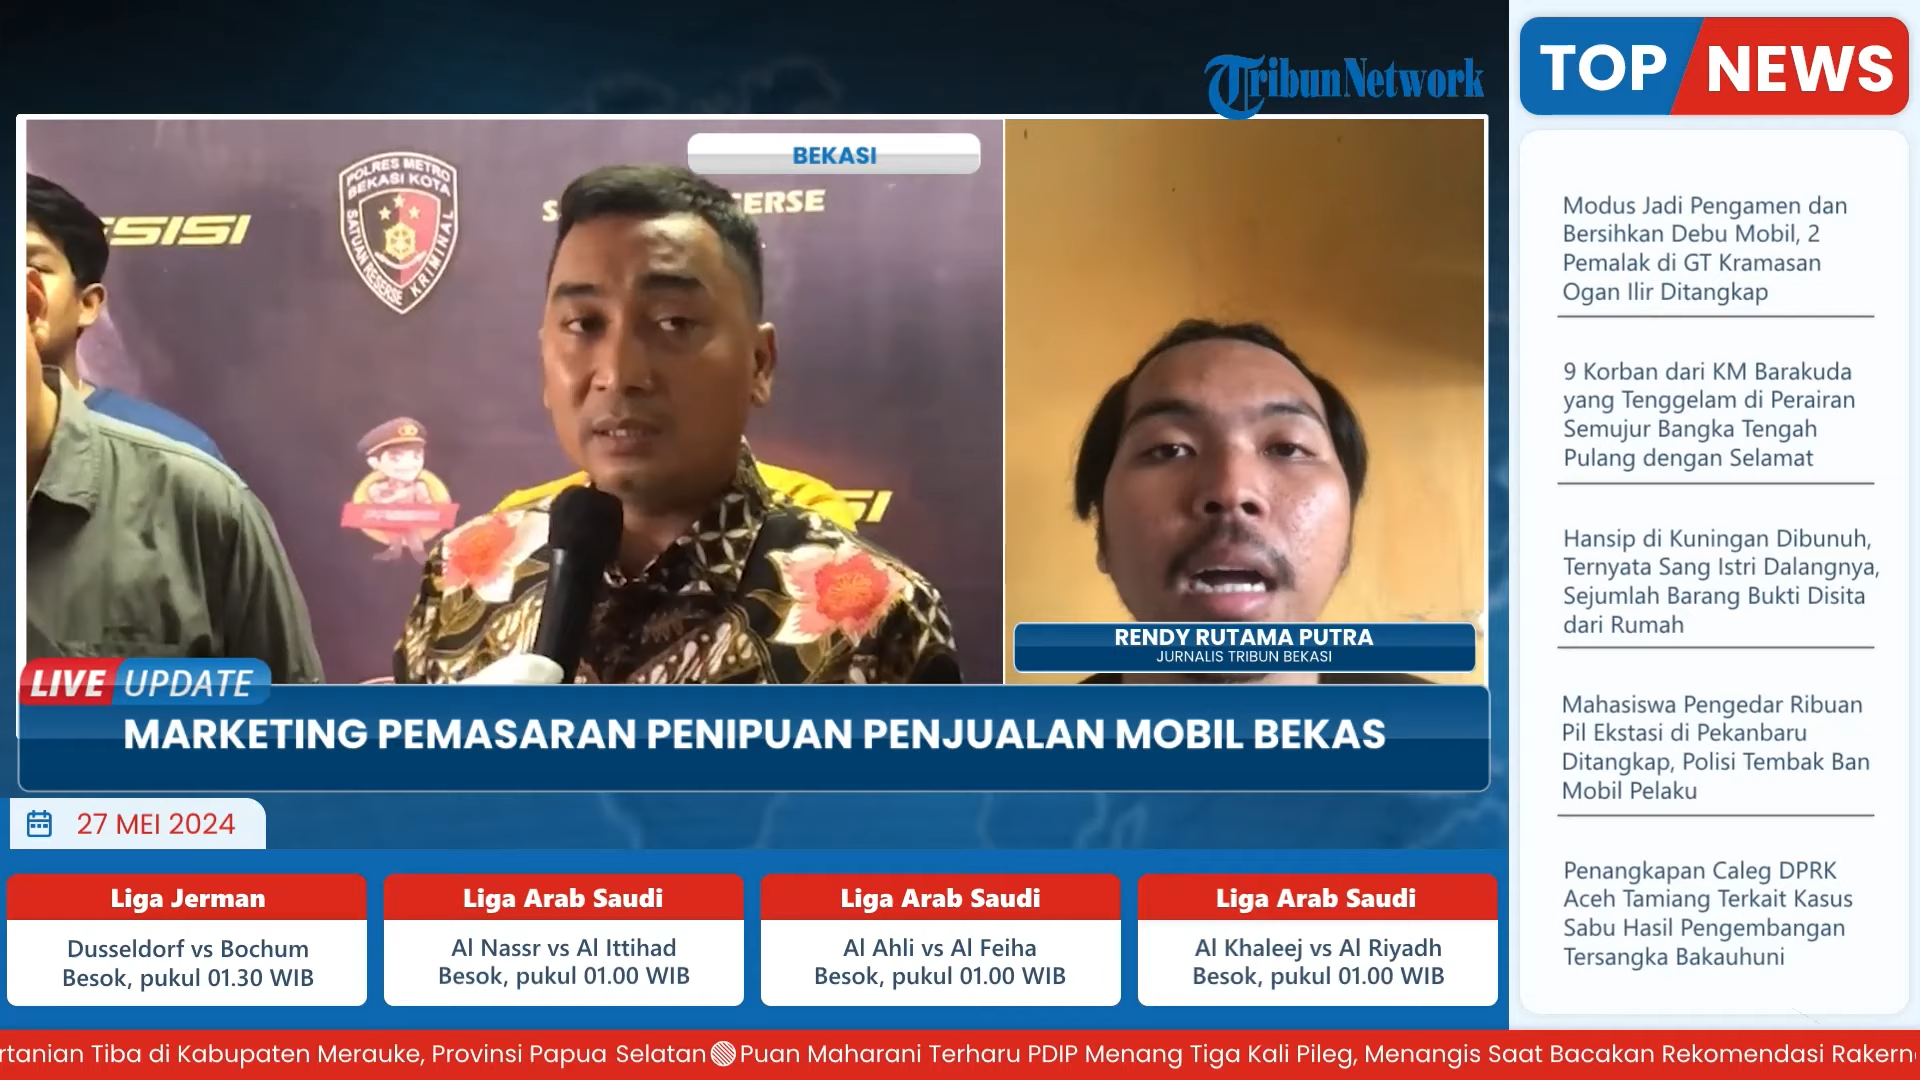 TribunNetwork
TOP NEWS
BEKASI
POLRES METRO
BEKASI KOTA
SATUAN RESERSE KRIMINAL
ESISI
ERSE
SI
RENDY RUTAMA PUTRA
JURNALIS TRIBUN BEKASI
LIVE UPDATE
MARKETING PEMASARAN PENIPUAN PENJUALAN MOBIL BEKAS
27 MEI 2024
Liga Jerman
Dusseldorf vs Bochum
Besok, pukul 01.30 WIB
Liga Arab Saudi
Al Nassr vs Al Ittihad
Besok, pukul 01.00 WIB
Liga Arab Saudi
Al Ahli vs Al Feiha
Besok, pukul 01.00 WIB
Liga Arab Saudi
Al Khaleej vs Al Riyadh
Besok, pukul 01.00 WIB
Modus Jadi Pengamen dan
Bersihkan Debu Mobil, 2
Pemalak di GT Kramasan
Ogan Ilir Ditangkap
9 Korban dari KM Barakuda
yang Tenggelam di Perairan
Semujur Bangka Tengah
Pulang dengan Selamat
Hansip di Kuningan Dibunuh,
Ternyata Sang Istri Dalangnya,
Sejumlah Barang Bukti Disita
dari Rumah
Mahasiswa Pengedar Ribuan
Pil Ekstasi di Pekanbaru
Ditangkap, Polisi Tembak Ban
Mobil Pelaku
Penangkapan Caleg DPRK
Aceh Tamiang Terkait Kasus
Sabu Hasil Pengembangan
Tersangka Bakauhuni
rtanian Tiba di Kabupaten Merauke, Provinsi Papua Selatan Puan Maharani Terharu PDIP Menang Tiga Kali Pileg, Menangis Saat Bacakan Rekomendasi Rakern